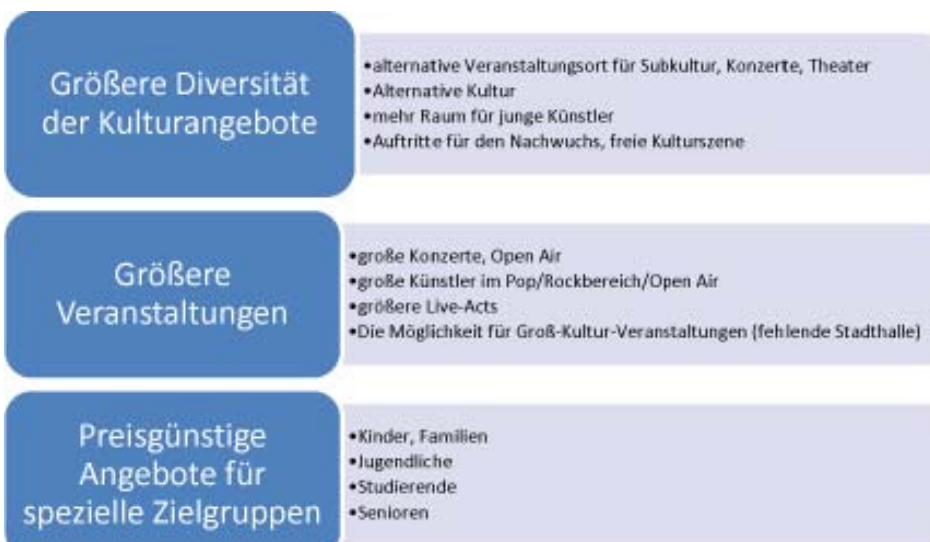 Größere Diversität
der Kulturangebote
•alternative Veranstaltungsort für Subkultur, Konzerte, Theater
•Alternative Kultur
•mehr Raum für junge Künstler
•Auftritte für den Nachwuchs, freie Kulturszene
Größere
Veranstaltungen
•große Konzerte, Open Air
•große Künstler im Pop/Rockbereich/Open Air
•größere Live-Acts
•Die Möglichkeit für Groß-Kultur-Veranstaltungen (fehlende Stadthalle)
Preisgünstige
Angebote für
spezielle Zielgruppen
•Kinder, Familien
•Jugendliche
•Studierende
•Senioren